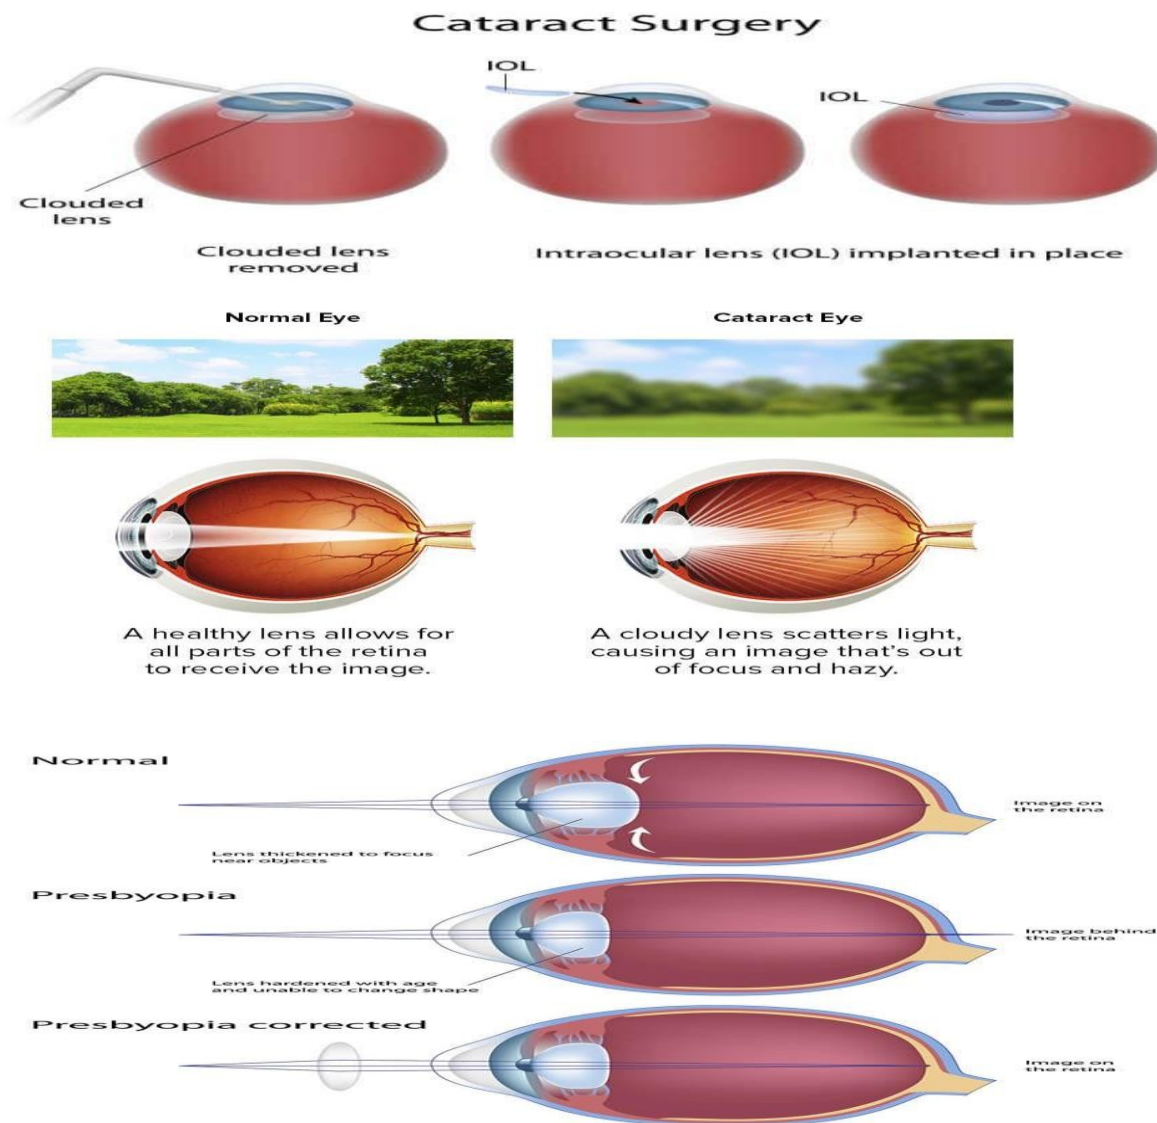 Cataract Surgery
IOL
IOL
Clouded
lens
Clouded lens
removed
Intraocular lens (IOL) implanted in place
Normal Eye
Cataract Eye
A healthy lens allows for
all parts of the retina
to receive the image.
A cloudy lens scatters light,
causing an image that's out
of focus and hazy.
Normal
Image on
the retina
Lens thickened to focus
near objects
Presbyopia
Image behind
the retina
Lens hardened with age
and unable to change shape
Presbyopia corrected
Image on
the retina